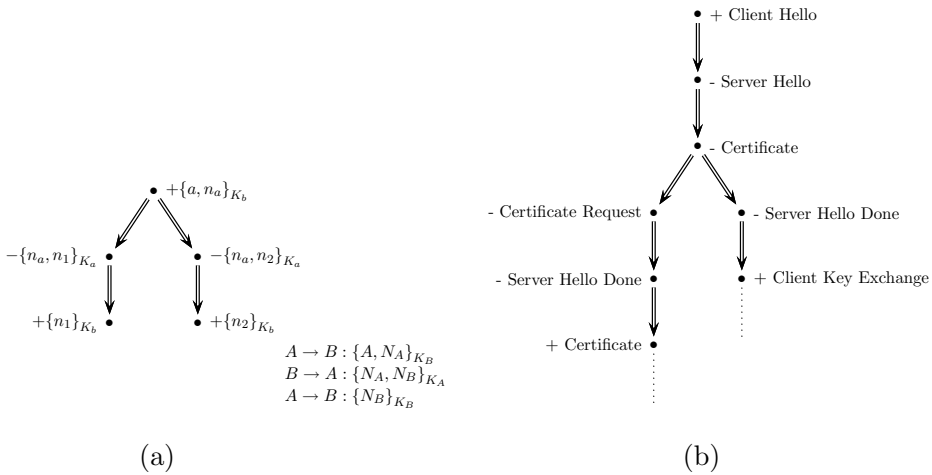 +{a, n_a}_{K_b}
−{n_a, n_1}_{K_a}
−{n_a, n_2}_{K_a}
+{n_1}_{K_b}
+{n_2}_{K_b}
A → B : {A, N_A}_{K_B}
B → A : {N_A, N_B}_{K_A}
A → B : {N_B}_{K_B}
(a)
+ Client Hello
- Server Hello
- Certificate
- Certificate Request
- Server Hello Done
- Server Hello Done
+ Client Key Exchange
+ Certificate
(b)